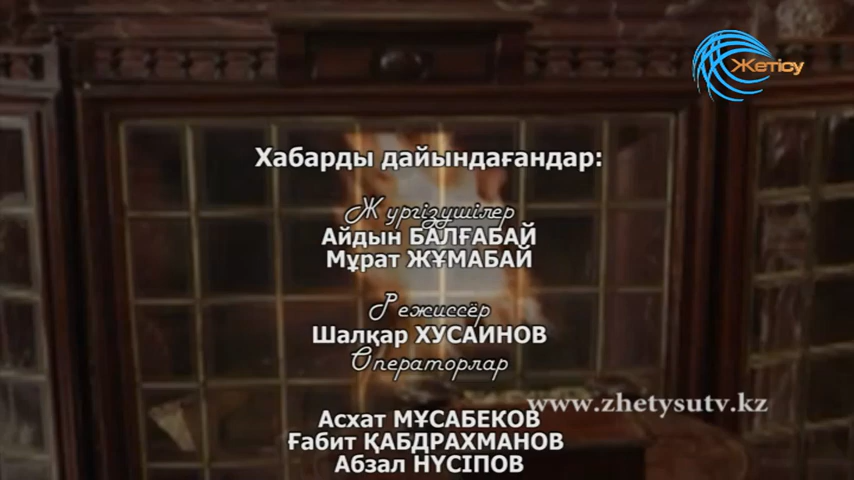 Жетісу
Хабарды дайындағандар:
Жүргізушілер
Айдын БАЛҒАБАЙ
Мұрат ЖҰМАБАЙ
Режиссёр
Шалқар ХУСАИНОВ
Операторлар
www.zhetysutv.kz
Асхат МҰСАБЕКОВ
Ғабит ҚАБДРАХМАНОВ
Абзал НҮСІПОВ